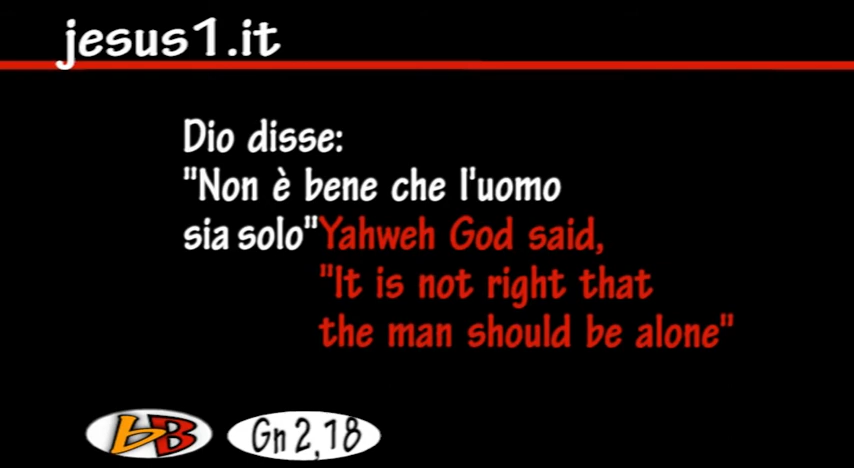 jesus1.it
Dio disse:
"Non è bene che l'uomo
sia solo"Yahweh God said,
"It is not right that
the man should be alone"
bB
Gn 2,18